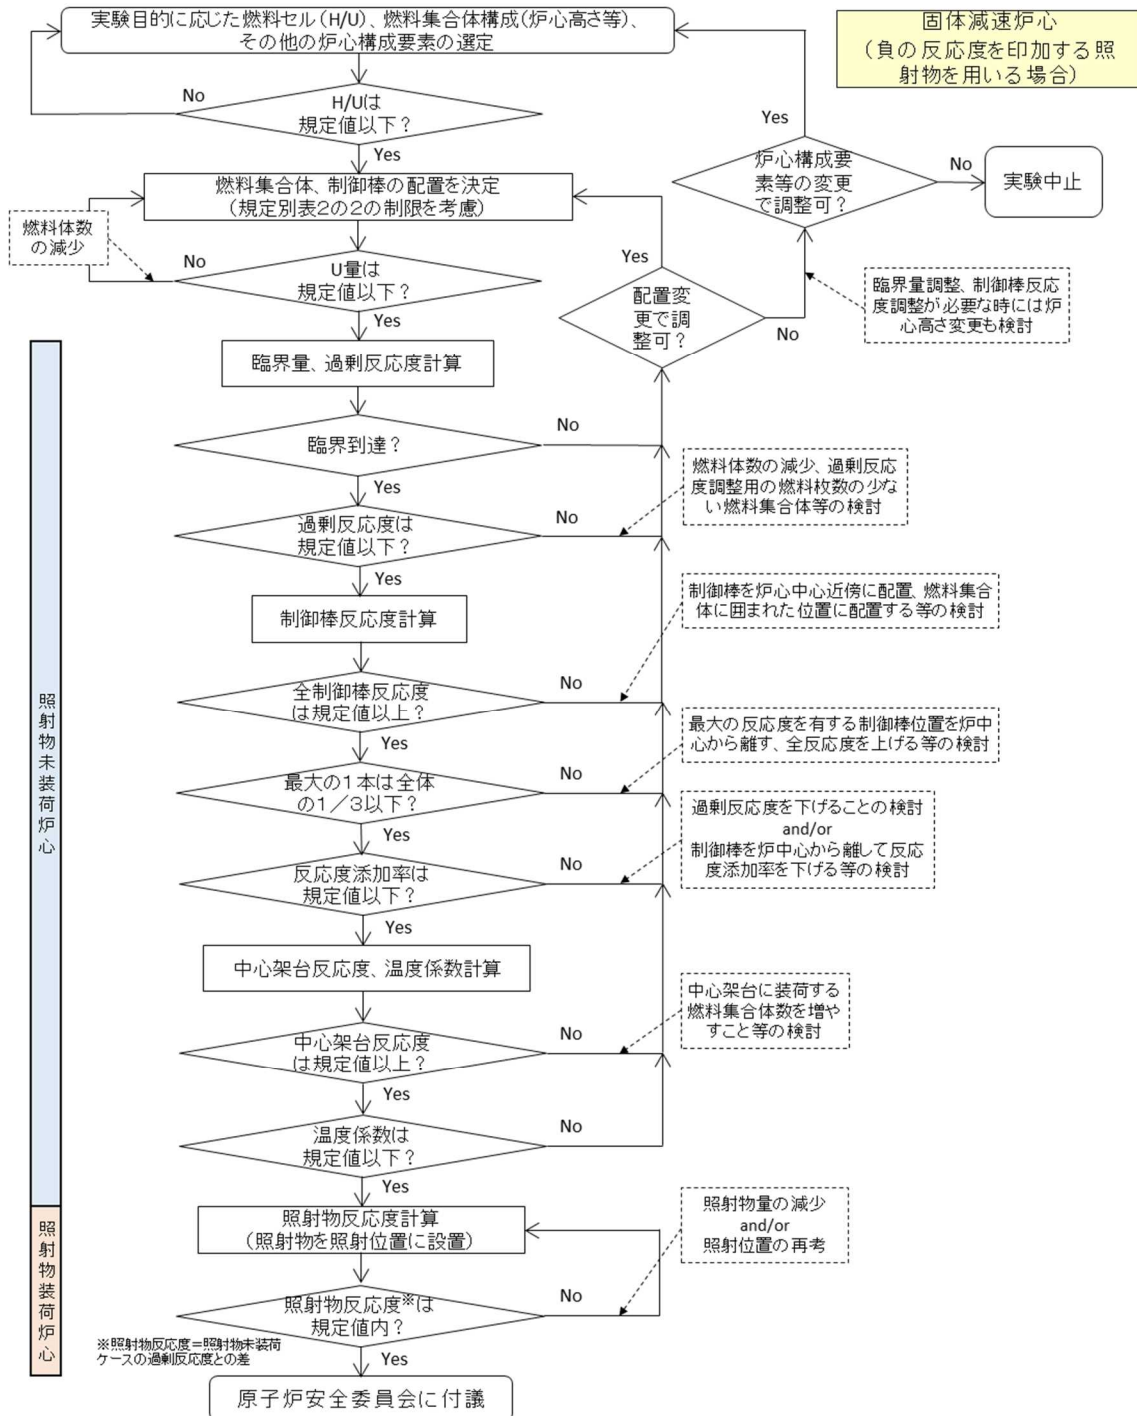 実験目的に応じた燃料セル(H/U)、燃料集合体構成(炉心高さ等)、
その他の炉心構成要素の選定
固体減速炉心
(負の反応度を印加する照
射物を用いる場合)
No
H/Uは
規定値以下?
Yes
Yes
炉心構成要
素等の変更
で調整可?
No
実験中止
燃料集合体、制御棒の配置を決定
(規定別表2の2の制限を考慮)
燃料体数
の減少
No
U量は
規定値以下?
Yes
Yes
配置変
更で調
整可?
No
臨界量調整、制御棒反応
度調整が必要な時には炉
心高さ変更も検討
臨界量、過剰反応度計算
臨界到達?
No
Yes
燃料体数の減少、過剰反応
度調整用の燃料枚数の少な
い燃料集合体等の検討
過剰反応度は
規定値以下?
No
Yes
制御棒反応度計算
制御棒を炉心中心近傍に配置、燃料集合
体に囲まれた位置に配置する等の検討
全制御棒反応度
は規定値以上?
No
Yes
最大の反応度を有する制御棒位置を炉中
心から離す、全反応度を上げる等の検討
最大の1本は全体
の1/3以下?
No
Yes
過剰反応度を下げることの検討
and/or
制御棒を炉中心から離して反応
度添加率を下げる等の検討
反応度添加率は
規定値以下?
No
Yes
中心架台反応度、温度係数計算
中心架台に装荷する
燃料集合体数を増や
すこと等の検討
中心架台反応度
は規定値以上?
No
Yes
温度係数は
規定値以下?
No
Yes
照射物未装荷炉心
照射物反応度計算
(照射物を照射位置に設置)
照射物量の減少
and/or
照射位置の再考
照射物反応度※は
規定値内?
No
Yes
照射物装荷炉心
※照射物反応度=照射物未装荷
ケースの過剰反応度との差
原子炉安全委員会に付議